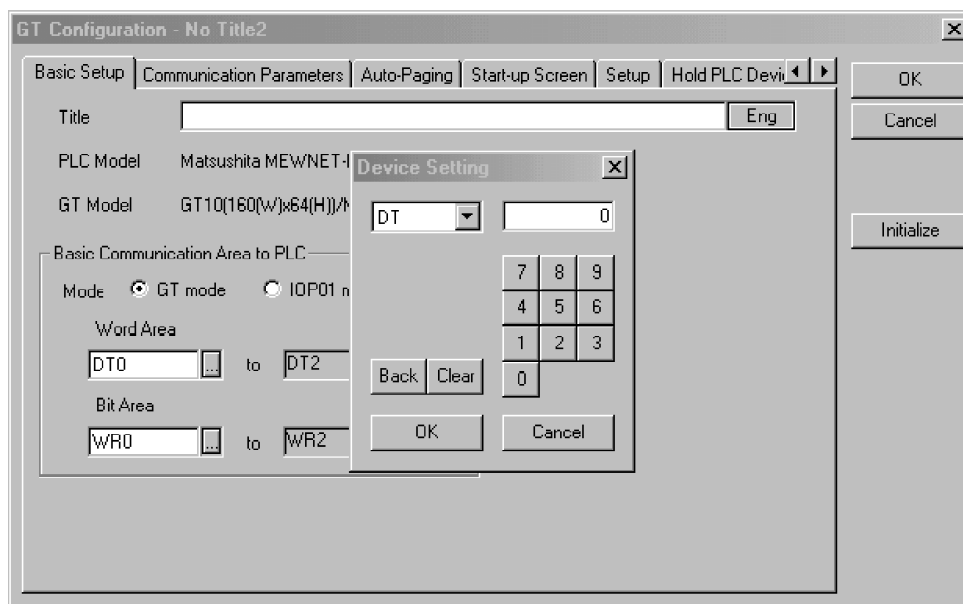 GT Configuration - No Title2
Basic Setup Communication Parameters Auto-Paging Start-up Screen Setup Hold PLC
OK
Cancel
Initialize
Title Eng
PLC Model Matsushita
GT Model GT10(160(W)x64(H))
Basic Communication Area to PLC
Mode GT mode IOP01
Word Area
DT0 ... to DT2
Bit Area
WR0 ... to WR2
Device Setting
DT 0
7 8 9
4 5 6
1 2 3
Back Clear 0
OK Cancel